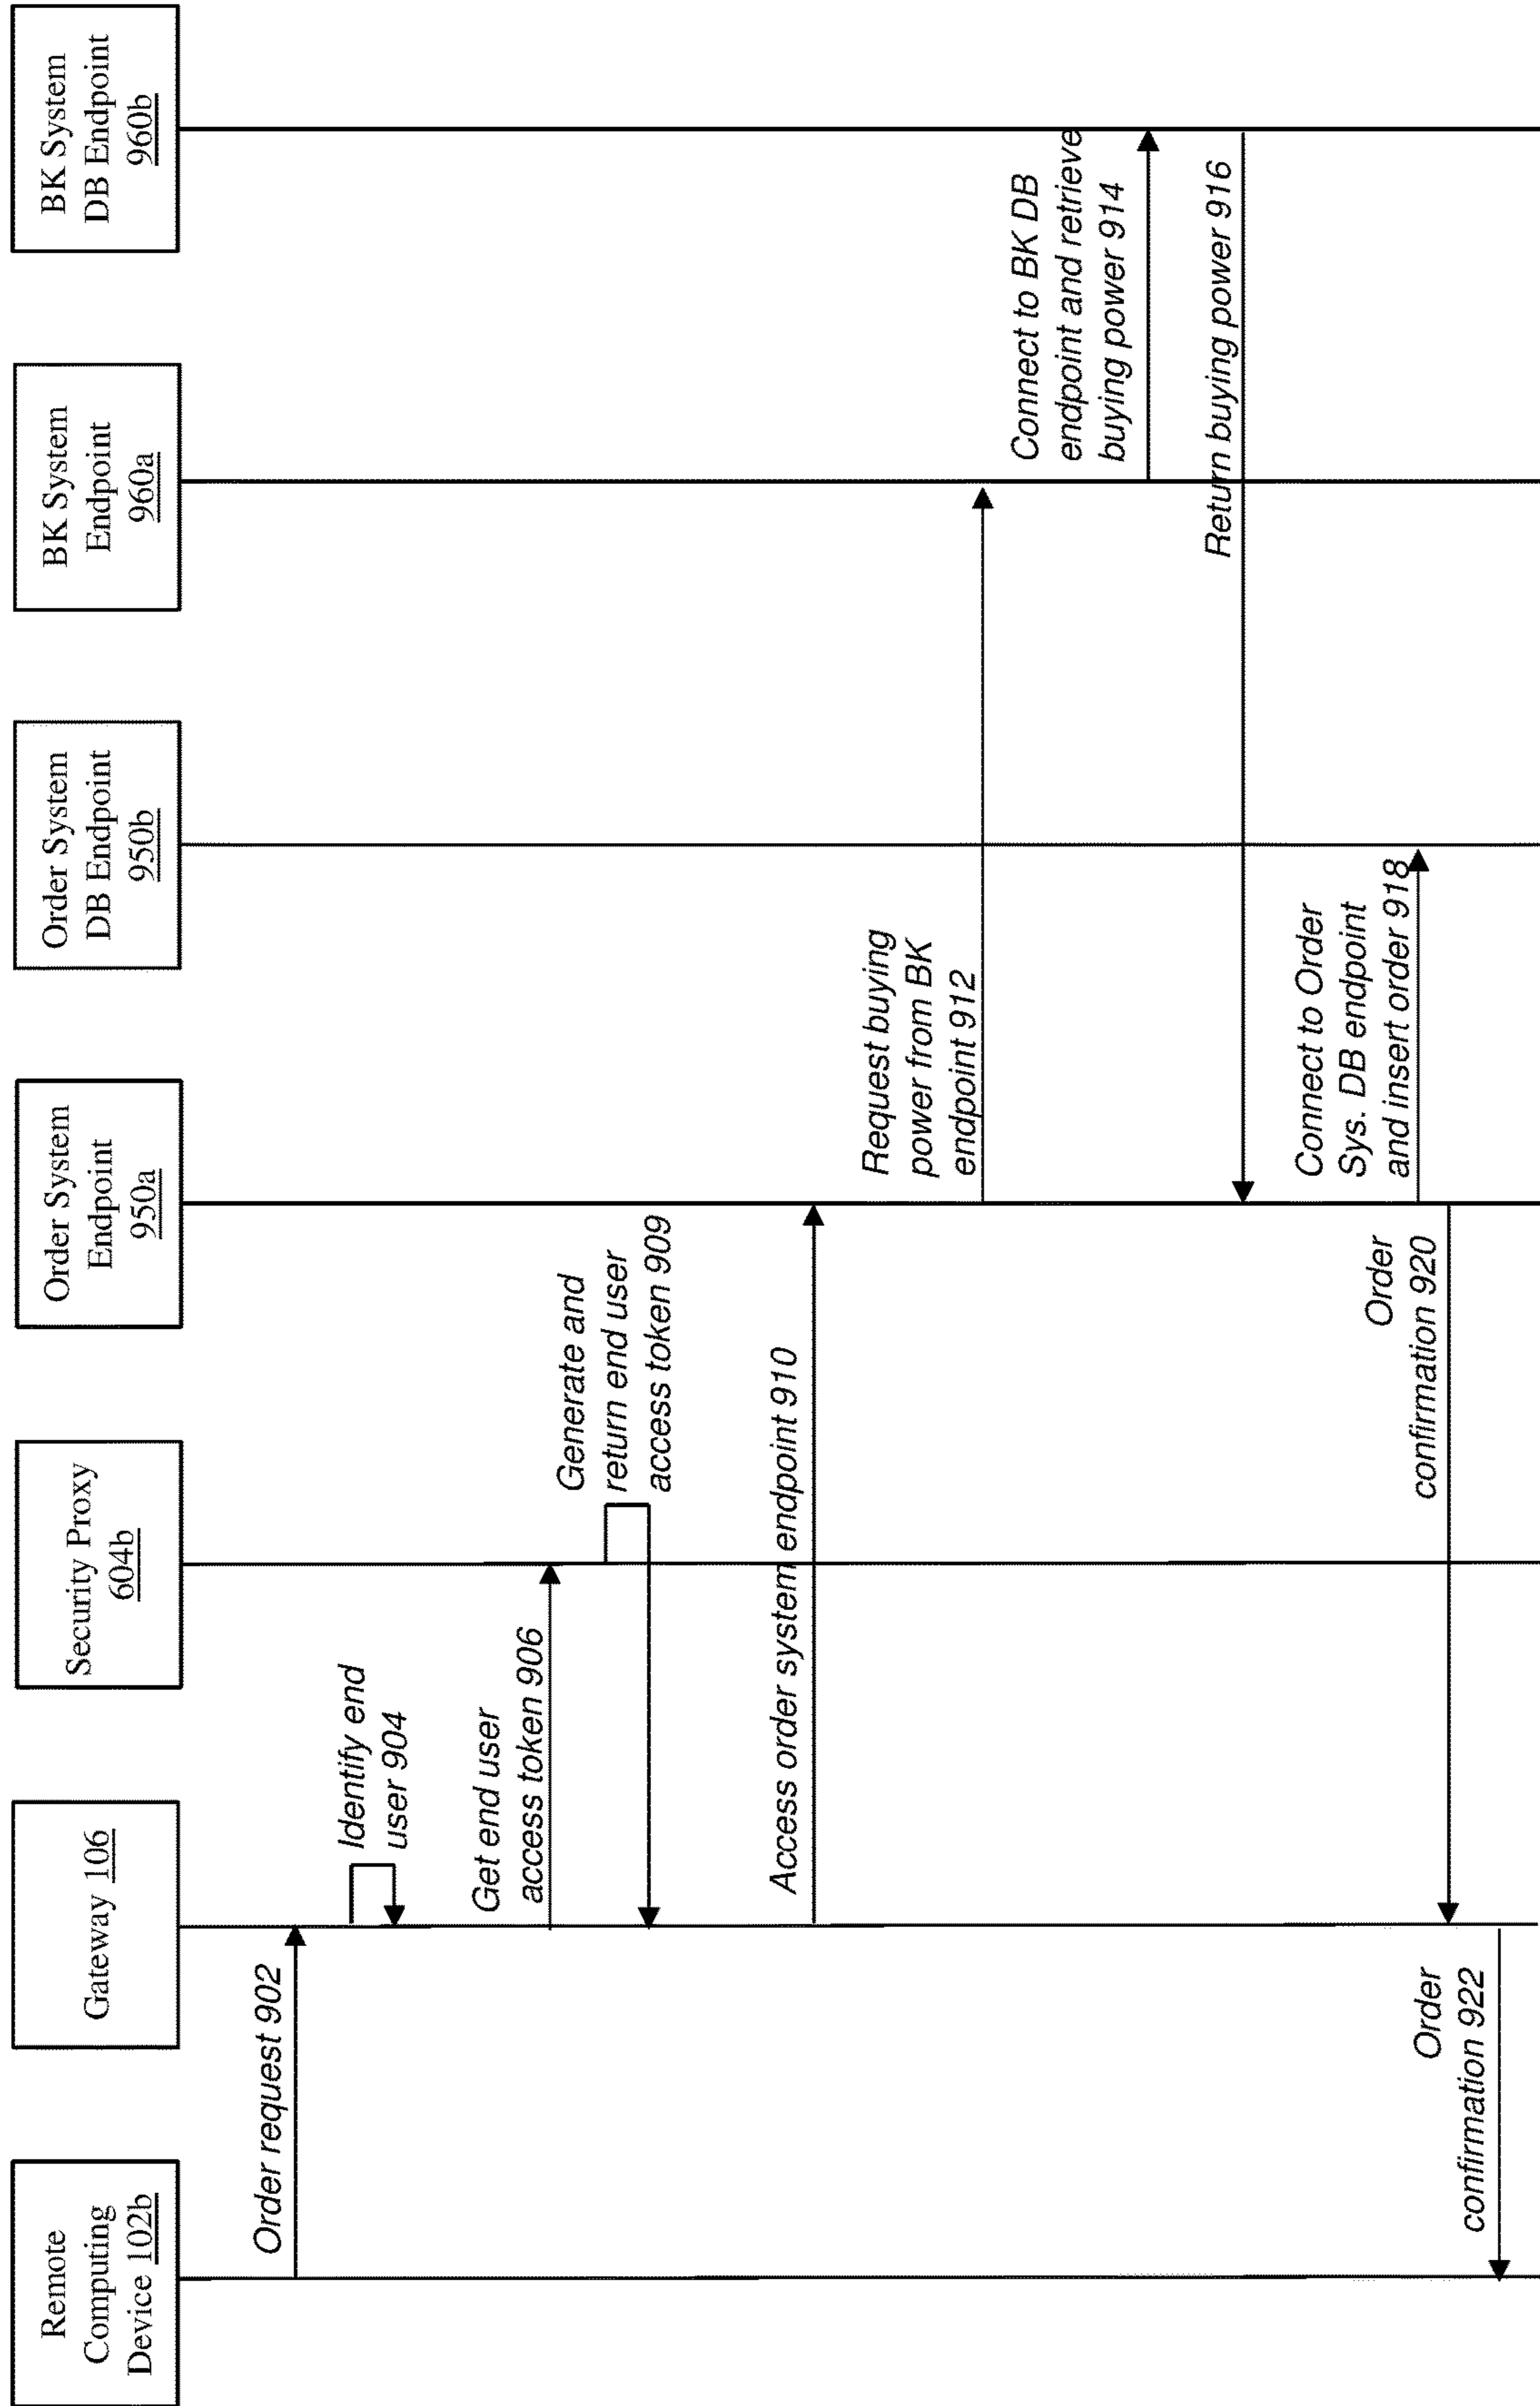 Remote
Computing
Device 102b
Gateway 106
Security Proxy
604b
Order System
Endpoint
950a
Order System
DB Endpoint
950b
BK System
Endpoint
960a
BK System
DB Endpoint
960b
Order request 902
Identify end
user 904
Get end user
access token 906
Generate and
return end user
access token 909
Access order system endpoint 910
Request buying
power from BK
endpoint 912
Connect to BK DB
endpoint and retrieve
buying power 914
Return buying power 916
Connect to Order
Sys. DB endpoint
and insert order 918
Order
confirmation 920
Order
confirmation 922